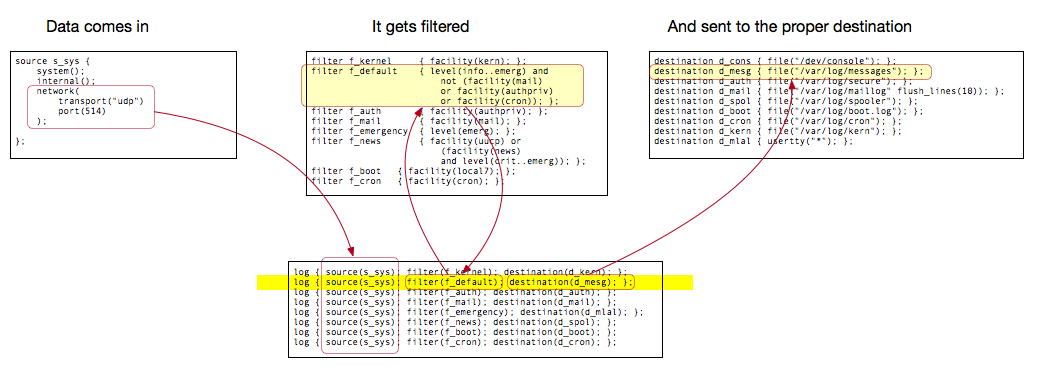 Data comes in
It gets filtered
And sent to the proper destination
source s_sys {
system();
internal();
network(
transport("udp")
port(514)
);
};
filter f_kernel { facility(kern); };
filter f_default { level(info..emerg) and
not (facility(mail)
or facility(authpriv)
or facility(cron)); };
filter f_auth { facility(authpriv); };
filter f_mail { facility(mail); };
filter f_emergency { level(emerg); };
filter f_news { facility(uucp) or
(facility(news)
and level(crit..emerg)); };
filter f_boot { facility(local7); };
filter f_cron { facility(cron); };
destination d_cons { file("/dev/console"); };
destination d_mesg { file("/var/log/messages"); };
destination d_auth { file("/var/log/secure"); };
destination d_mail { file("/var/log/maillog" flush_lines(10)); };
destination d_spol { file("/var/log/spooler"); };
destination d_boot { file("/var/log/boot.log"); };
destination d_cron { file("/var/log/cron"); };
destination d_kern { file("/var/log/kern"); };
destination d_mlal { usertty("*"); };
log { source(s_sys); filter(f_kernel); destination(d_kern); };
log { source(s_sys); filter(f_default); destination(d_mesg); };
log { source(s_sys); filter(f_auth); destination(d_auth); };
log { source(s_sys); filter(f_mail); destination(d_mail); };
log { source(s_sys); filter(f_emergency); destination(d_mlal); };
log { source(s_sys); filter(f_news); destination(d_spol); };
log { source(s_sys); filter(f_boot); destination(d_boot); };
log { source(s_sys); filter(f_cron); destination(d_cron); };